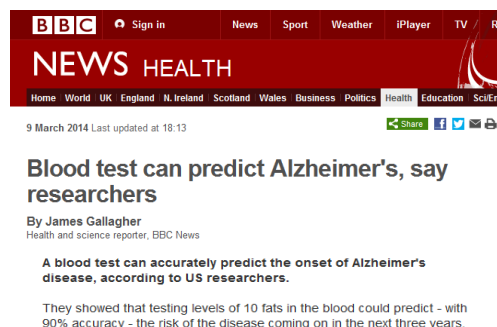 BBC Sign in News Sport Weather iPlayer TV
NEWS HEALTH
Home World UK England N. Ireland Scotland Wales Business Politics Health Education Sci/En
9 March 2014 Last updated at 18:13 Share
Blood test can predict Alzheimer's, say
researchers
By James Gallagher
Health and science reporter, BBC News
A blood test can accurately predict the onset of Alzheimer's
disease, according to US researchers.
They showed that testing levels of 10 fats in the blood could predict - with
90% accuracy - the risk of the disease coming on in the next three years.